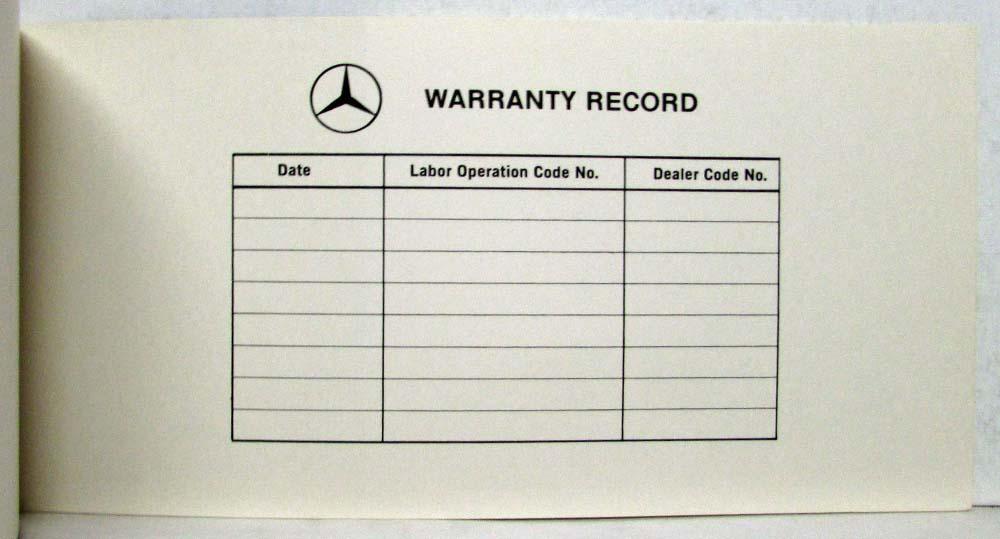 WARRANTY RECORD
Date Labor Operation Code No. Dealer Code No.